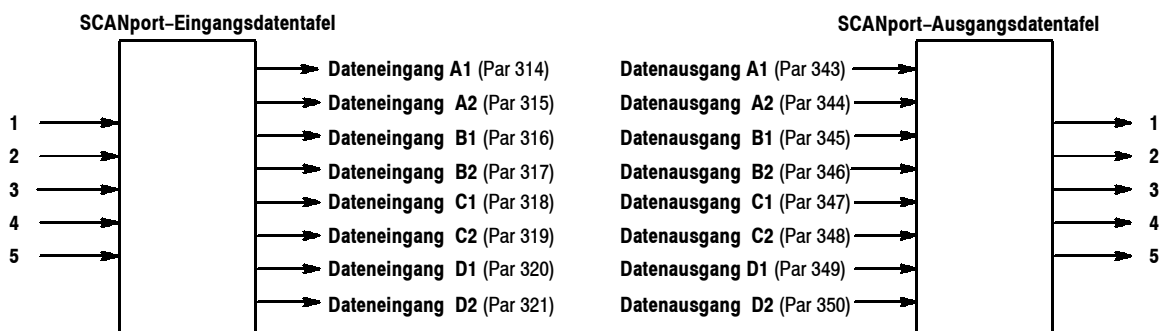 SCANport–Eingangsdatentafel
1
2
3
4
5
Dateneingang A1 (Par 314)
Dateneingang A2 (Par 315)
Dateneingang B1 (Par 316)
Dateneingang B2 (Par 317)
Dateneingang C1 (Par 318)
Dateneingang C2 (Par 319)
Dateneingang D1 (Par 320)
Dateneingang D2 (Par 321)
SCANport–Ausgangsdatentafel
Datenausgang A1 (Par 343)
Datenausgang A2 (Par 344)
Datenausgang B1 (Par 345)
Datenausgang B2 (Par 346)
Datenausgang C1 (Par 347)
Datenausgang C2 (Par 348)
Datenausgang D1 (Par 349)
Datenausgang D2 (Par 350)
1
2
3
4
5